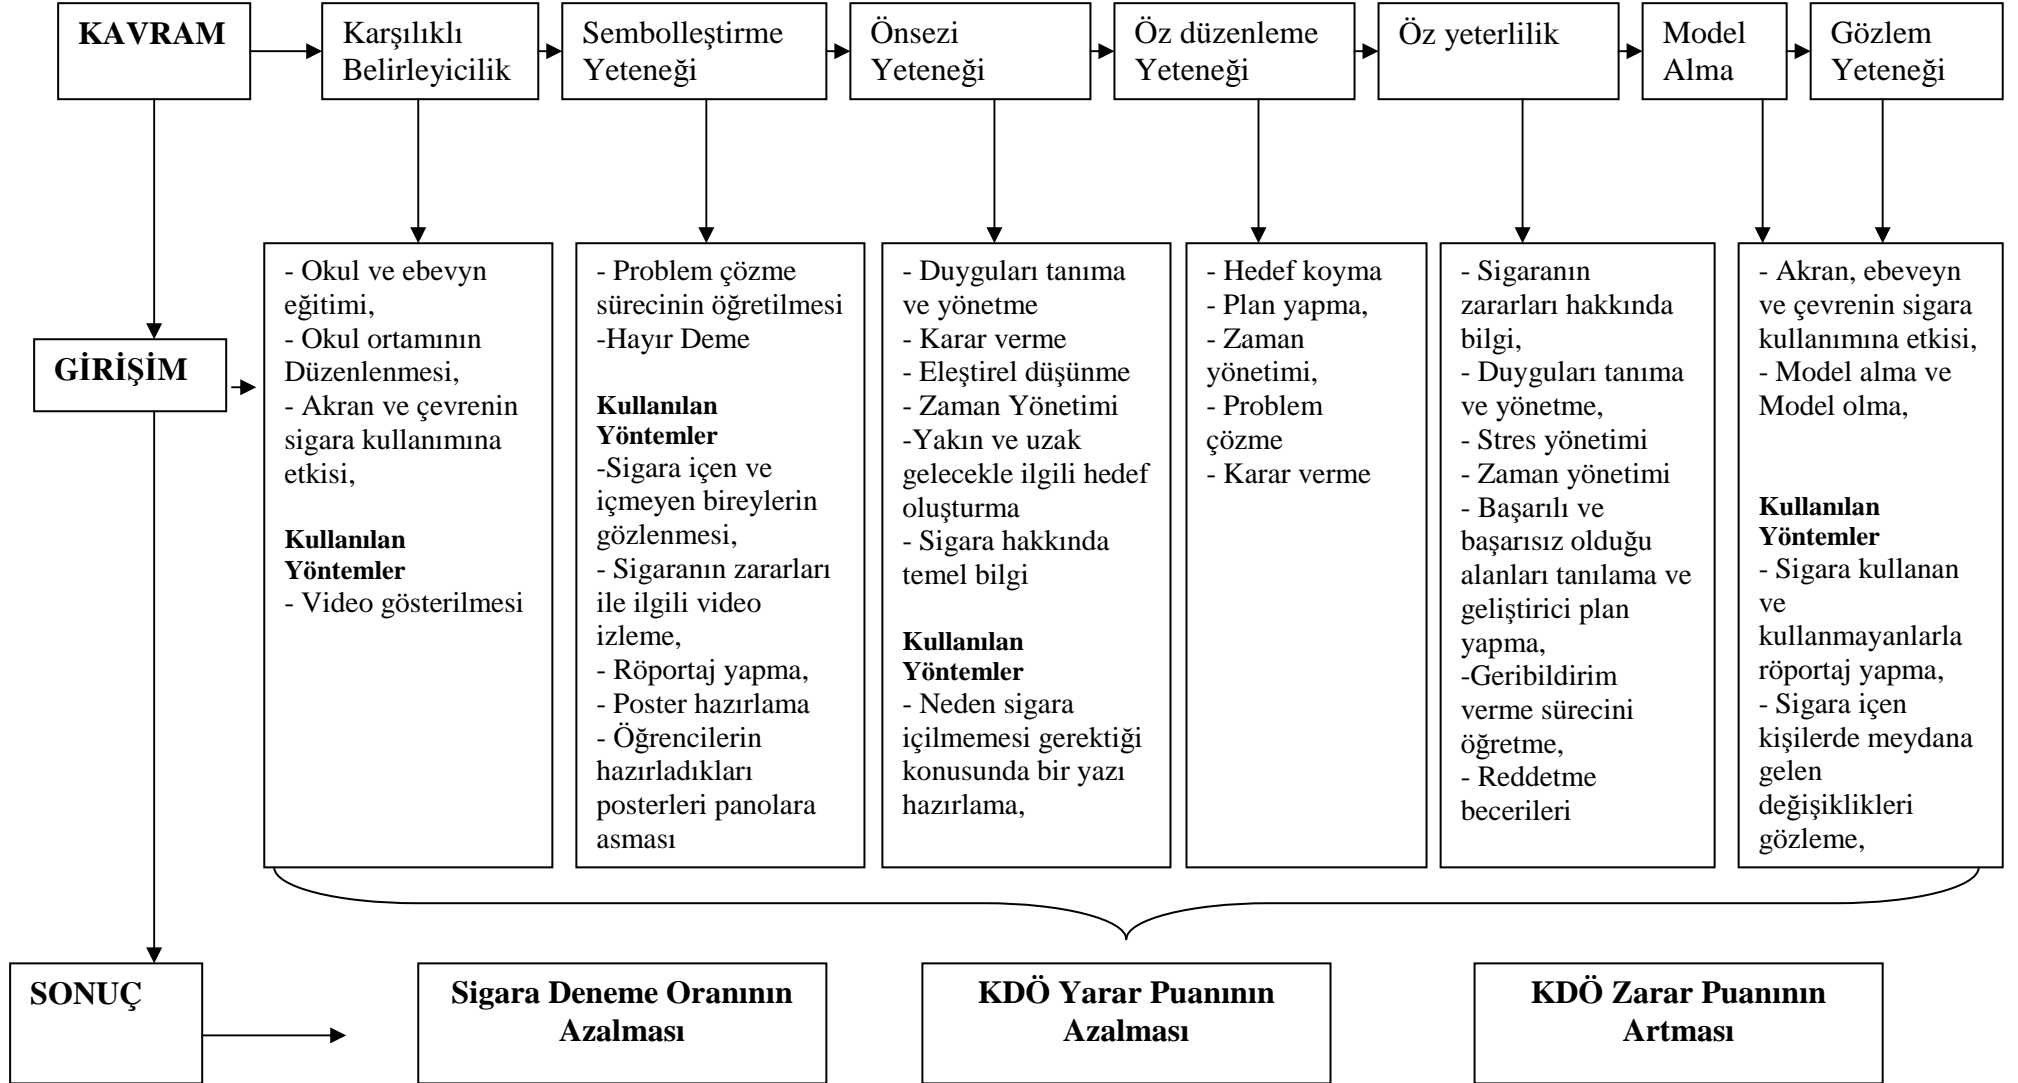 KAVRAM
Karşılıklı
Belirleyicilik
Sembolleştirme
Yeteneği
Önsezi
Yeteneği
Öz düzenleme
Yeteneği
Öz yeterlilik
Model
Alma
Gözlem
Yeteneği
GİRİŞİM
- Okul ve ebevyn
eğitimi,
- Okul ortamının
Düzenlenmesi,
- Akran ve çevrenin
sigara kullanımına
etkisi,
Kullanılan
Yöntemler
- Video gösterilmesi
- Problem çözme
sürecinin öğretilmesi
-Hayır Deme
Kullanılan
Yöntemler
-Sigara içen ve
içmeyen bireylerin
gözlenmesi,
- Sigaranın zararları
ile ilgili video
izleme,
- Röportaj yapma,
- Poster hazırlama
- Öğrencilerin
hazırladıkları
posterleri panolara
asması
- Duyguları tanıma
ve yönetme
- Karar verme
- Eleştirel düşünme
- Zaman Yönetimi
-Yakın ve uzak
gelecekle ilgili hedef
oluşturma
- Sigara hakkında
temel bilgi
Kullanılan
Yöntemler
- Neden sigara
içilmemesi gerektiği
konusunda bir yazı
hazırlama,
- Hedef koyma
- Plan yapma,
- Zaman
yönetimi,
- Problem
çözme
- Karar verme
- Sigaranın
zararları hakkında
bilgi,
- Duyguları tanıma
ve yönetme,
- Stres yönetimi
- Zaman yönetimi
- Başarılı ve
başarısız olduğu
alanları tanılama ve
geliştirici plan
yapma,
-Geribildirim
verme sürecini
öğretme,
- Reddetme
becerileri
- Akran, ebeveyn
ve çevrenin sigara
kullanımına etkisi,
- Model alma ve
Model olma,
Kullanılan
Yöntemler
- Sigara kullanan
ve
kullanmayanlarla
röportaj yapma,
- Sigara içen
kişilerde meydana
gelen
değişiklikleri
gözleme,
SONUÇ
Sigara Deneme Oranının
Azalması
KDÖ Yarar Puanının
Azalması
KDÖ Zarar Puanının
Artması